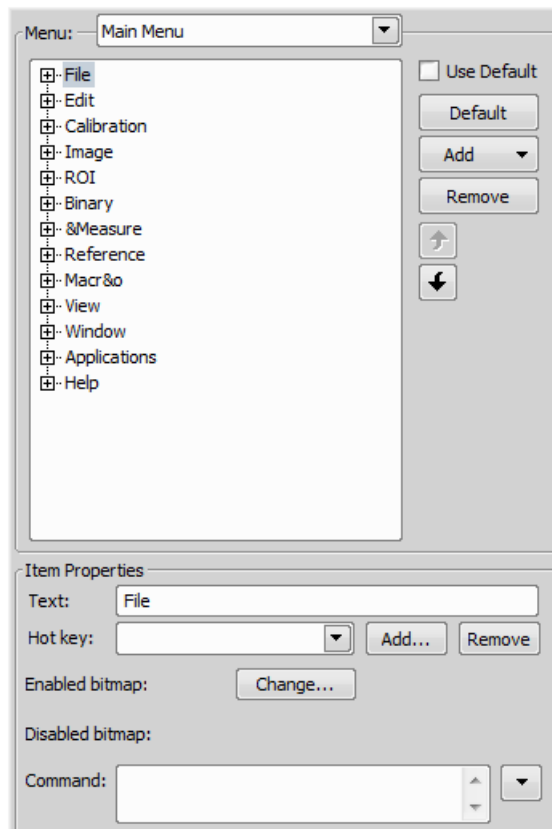 Menu: Main Menu
File
Edit
Calibration
Image
ROI
Binary
&Measure
Reference
Macr&o
View
Window
Applications
Help
Use Default
Default
Add
Remove
Item Properties
Text: File
Hot key: Add... Remove
Enabled bitmap: Change...
Disabled bitmap:
Command: